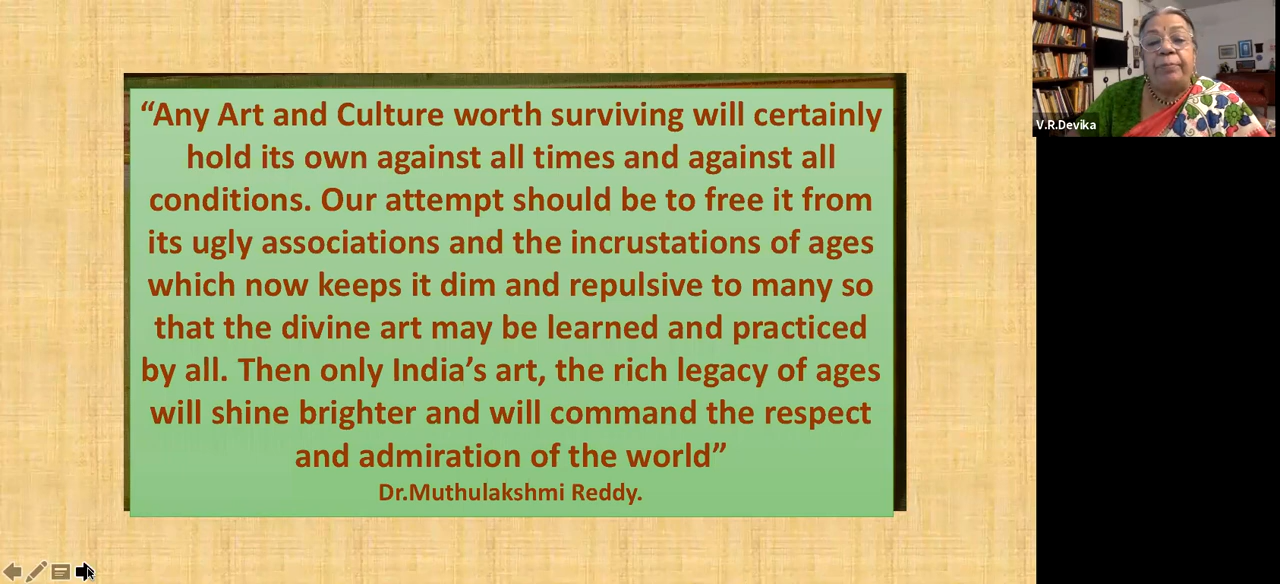 “Any Art and Culture worth surviving will certainly
hold its own against all times and against all
conditions. Our attempt should be to free it from
its ugly associations and the incrustations of ages
which now keeps it dim and repulsive to many so
that the divine art may be learned and practiced
by all. Then only India’s art, the rich legacy of ages
will shine brighter and will command the respect
and admiration of the world”
Dr.Muthulakshmi Reddy.
V.R.Devika